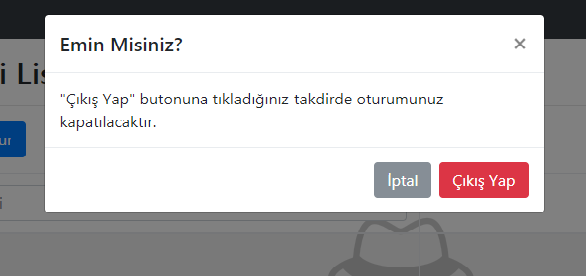 Emin Misiniz?
×
"Çıkış Yap" butonuna tıkladığınız takdirde oturumunuz
kapatılacaktır.
İptal
Çıkış Yap